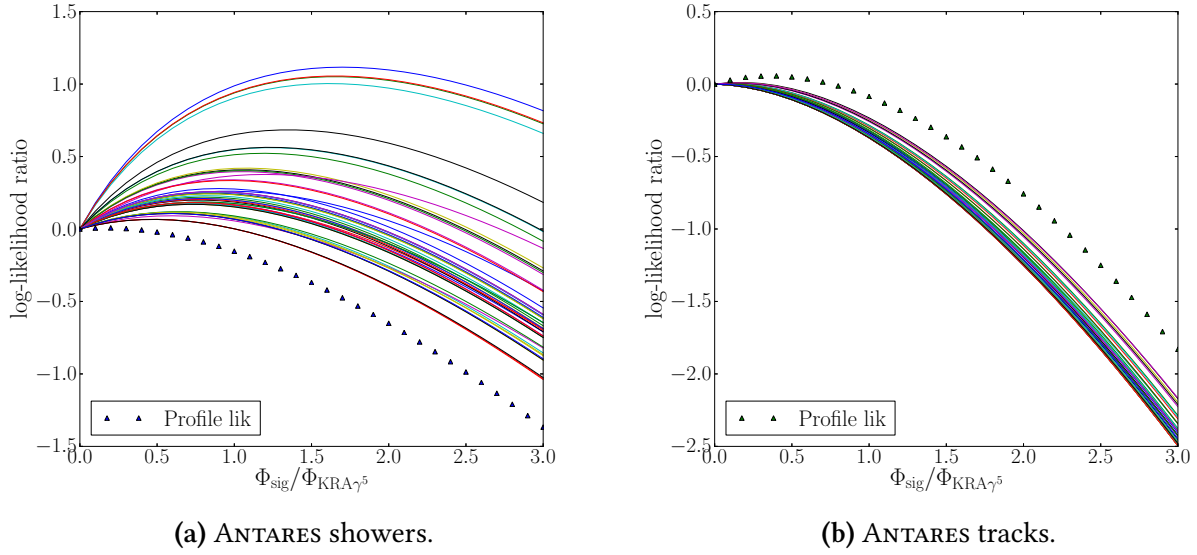 1.5
1.0
0.5
0.0
−0.5
−1.0
−1.5
log-likelihood ratio
Profile lik
0.0 0.5 1.0 1.5 2.0 2.5 3.0
Φsig/ΦKRAγ⁵
(a) ANTARES showers.
0.5
0.0
−0.5
−1.0
−1.5
−2.0
−2.5
log-likelihood ratio
Profile lik
0.0 0.5 1.0 1.5 2.0 2.5 3.0
Φsig/ΦKRAγ⁵
(b) ANTARES tracks.